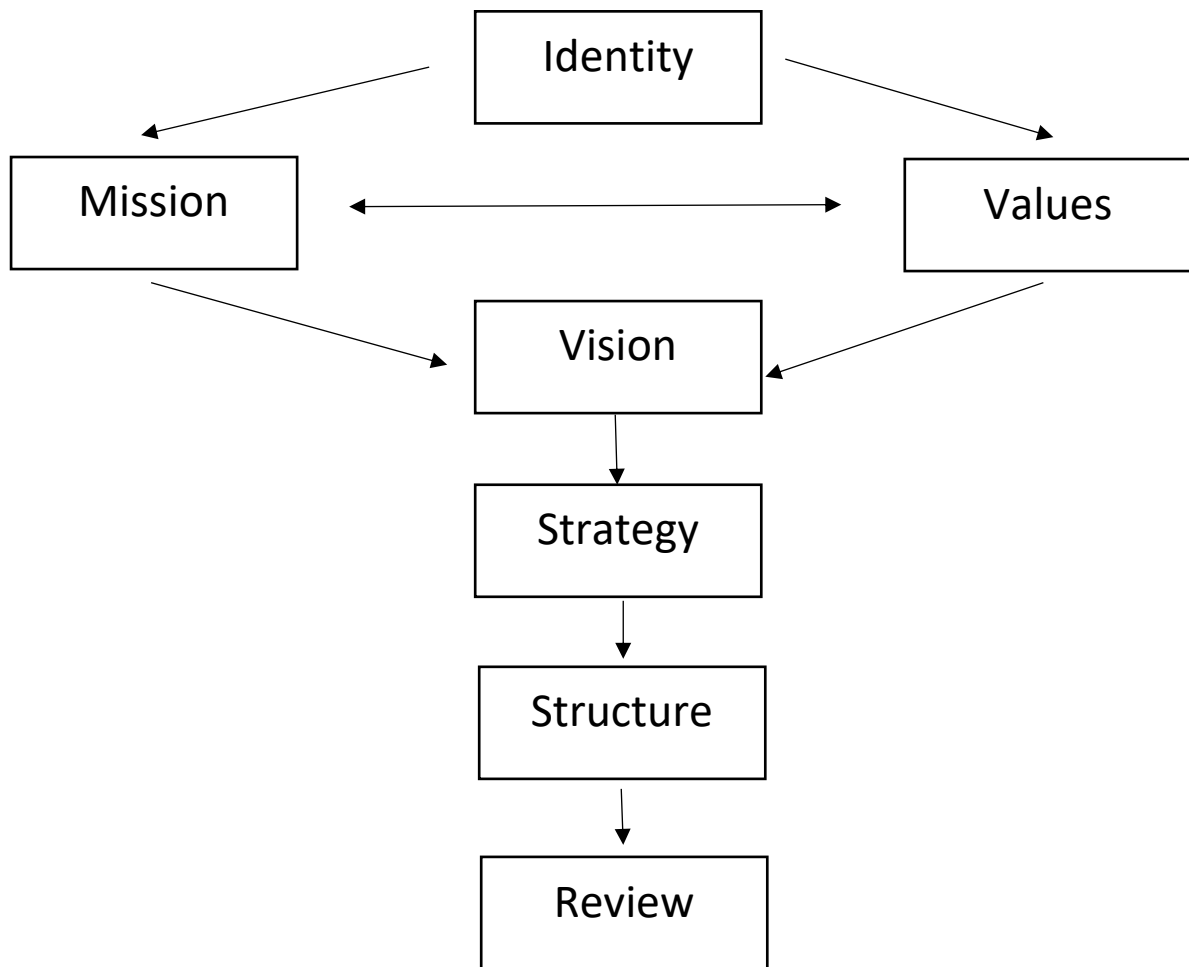 Identity
Mission
Values
Vision
Strategy
Structure
Review